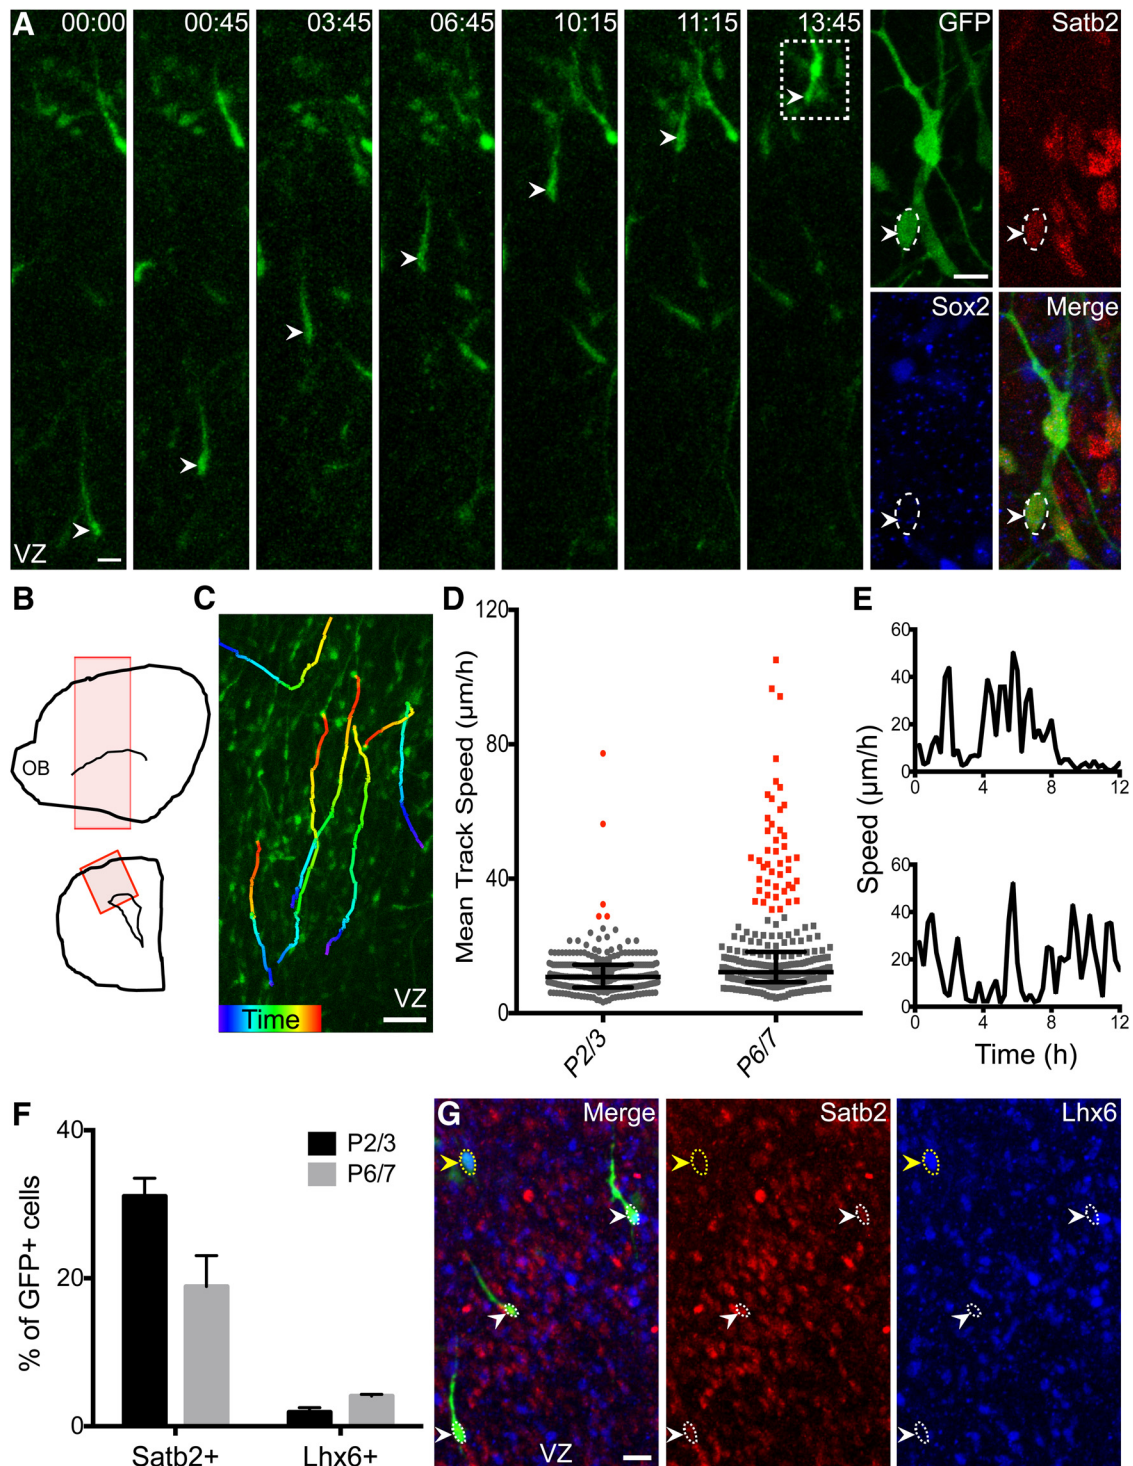 A
00:00
00:45
03:45
06:45
10:15
11:15
13:45
GFP
Satb2
Sox2
Merge
VZ
B
OB
C
Time
VZ
D
Mean Track Speed (µm/h)
120
80
40
0
P2/3
P6/7
E
Speed (µm/h)
60
40
20
0
0
4
8
12
60
40
20
0
0
4
8
12
Time (h)
F
% of GFP+ cells
40
20
0
P2/3
P6/7
Satb2+
Lhx6+
G
Merge
Satb2
Lhx6
VZ